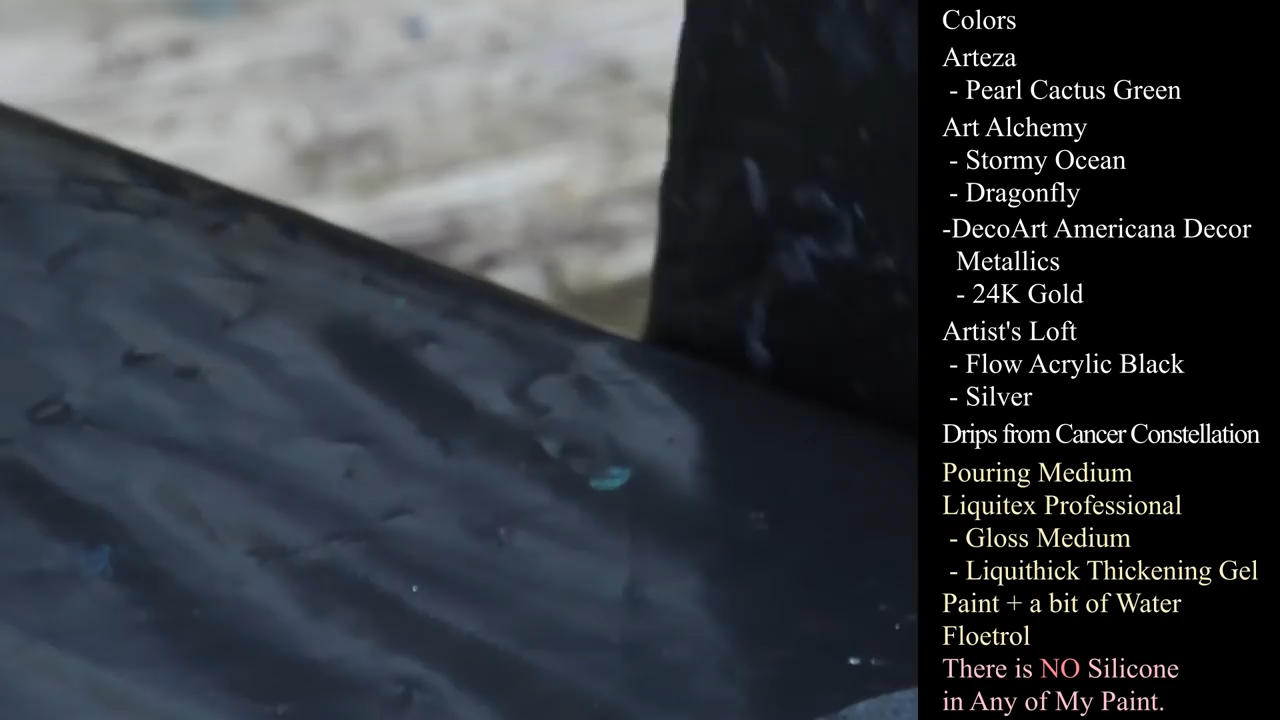 Colors
Arteza
- Pearl Cactus Green
Art Alchemy
- Stormy Ocean
- Dragonfly
-DecoArt Americana Decor
Metallics
- 24K Gold
Artist's Loft
- Flow Acrylic Black
- Silver
Drips from Cancer Constellation
Pouring Medium
Liquitex Professional
- Gloss Medium
- Liquithick Thickening Gel
Paint + a bit of Water
Floetrol
There is NO Silicone
in Any of My Paint.